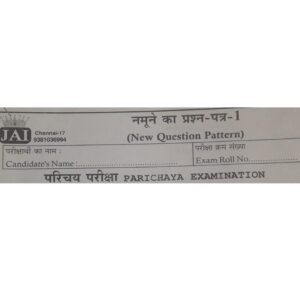 नमूने का प्रश्न-पत्र-1
JAI
Chennai-17
9381036994
(New Question Pattern)
परीक्षार्थी का नाम :
परीक्षा क्रम संख्या
Candidate's Name :
Exam Roll No.
परिचय परीक्षा PARICHAYA EXAMINATION